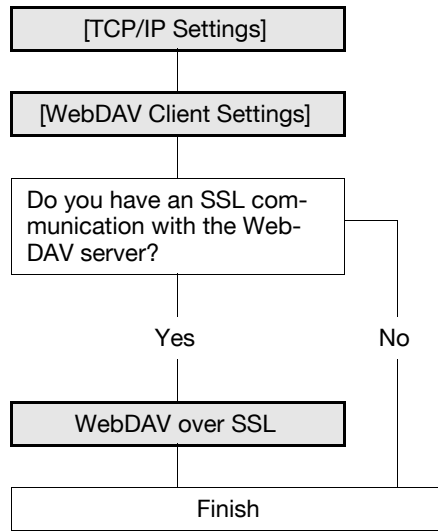 [TCP/IP Settings]
[WebDAV Client Settings]
Do you have an SSL com-
munication with the Web-
DAV server?
Yes
No
WebDAV over SSL
Finish